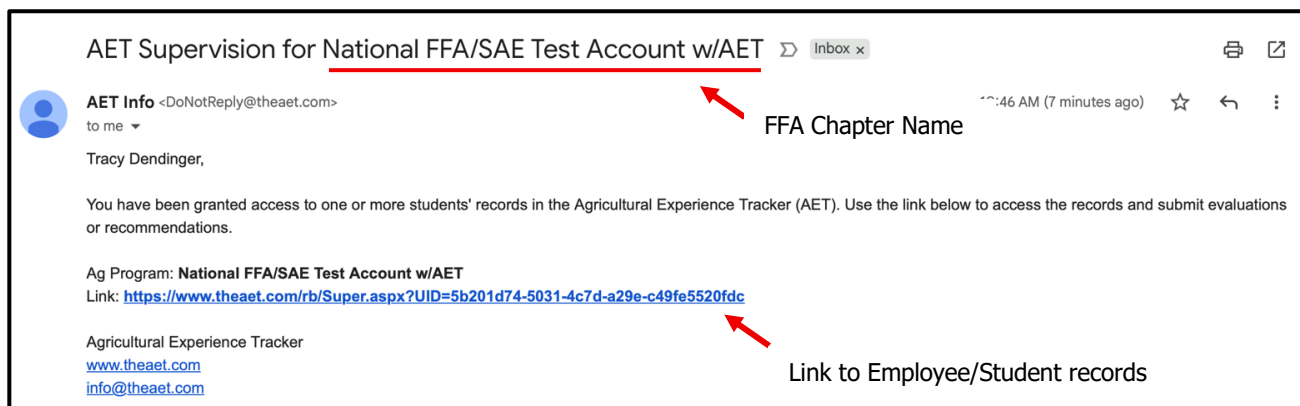 AET Supervision for National FFA/SAE Test Account w/AET Inbox x
AET Info <DoNotReply@theaet.com>
:46 AM (7 minutes ago)
to me
FFA Chapter Name
Tracy Dendinger,
You have been granted access to one or more students' records in the Agricultural Experience Tracker (AET). Use the link below to access the records and submit evaluations
or recommendations.
Ag Program: National FFA/SAE Test Account w/AET
Link: https://www.theaet.com/rb/Super.aspx?UID=5b201d74-5031-4c7d-a29e-c49fe5520fdc
Agricultural Experience Tracker
www.theaet.com
Link to Employee/Student records
info@theaet.com